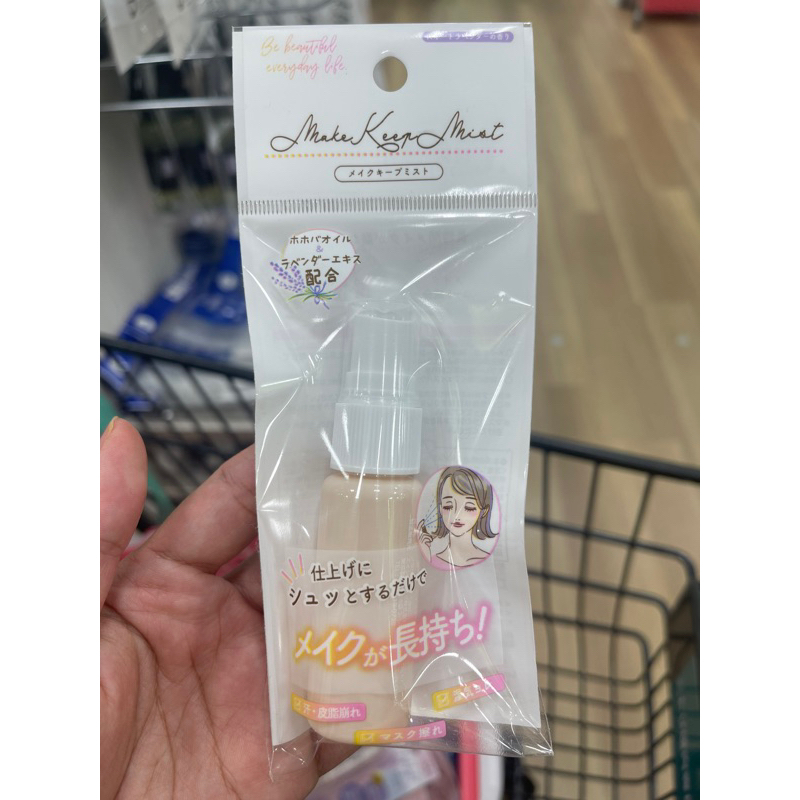 Be beautiful
everyday life.
Make Keep Mist
メイクキープミスト
ホホバオイル
&
ラベンダーエキス
配合
仕上げに
シュッとするだけで
メイクが長持ち!
汗・皮脂崩れ
マスク擦れ